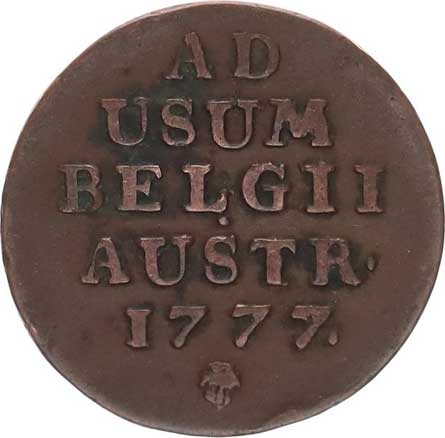 AD
USUM
BELGII
AUSTR.
1777.